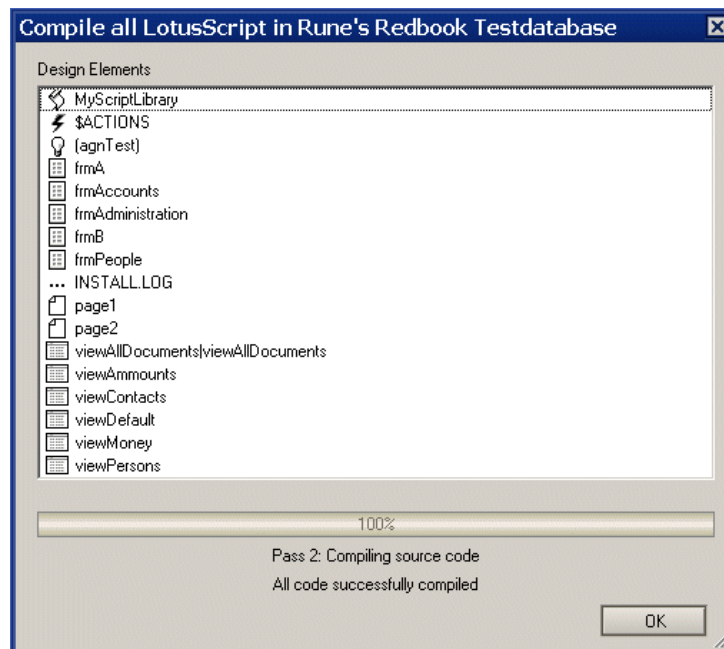 Compile all LotusScript in Rune's Redbook Testdatabase
Design Elements
MyScriptLibrary
$ACTIONS
(agnTest)
frmA
frmAccounts
frmAdministration
frmB
frmPeople
INSTALL.LOG
page1
page2
viewAllDocuments|viewAllDocuments
viewAmmounts
viewContacts
viewDefault
viewMoney
viewPersons
100%
Pass 2: Compiling source code
All code successfully compiled
OK